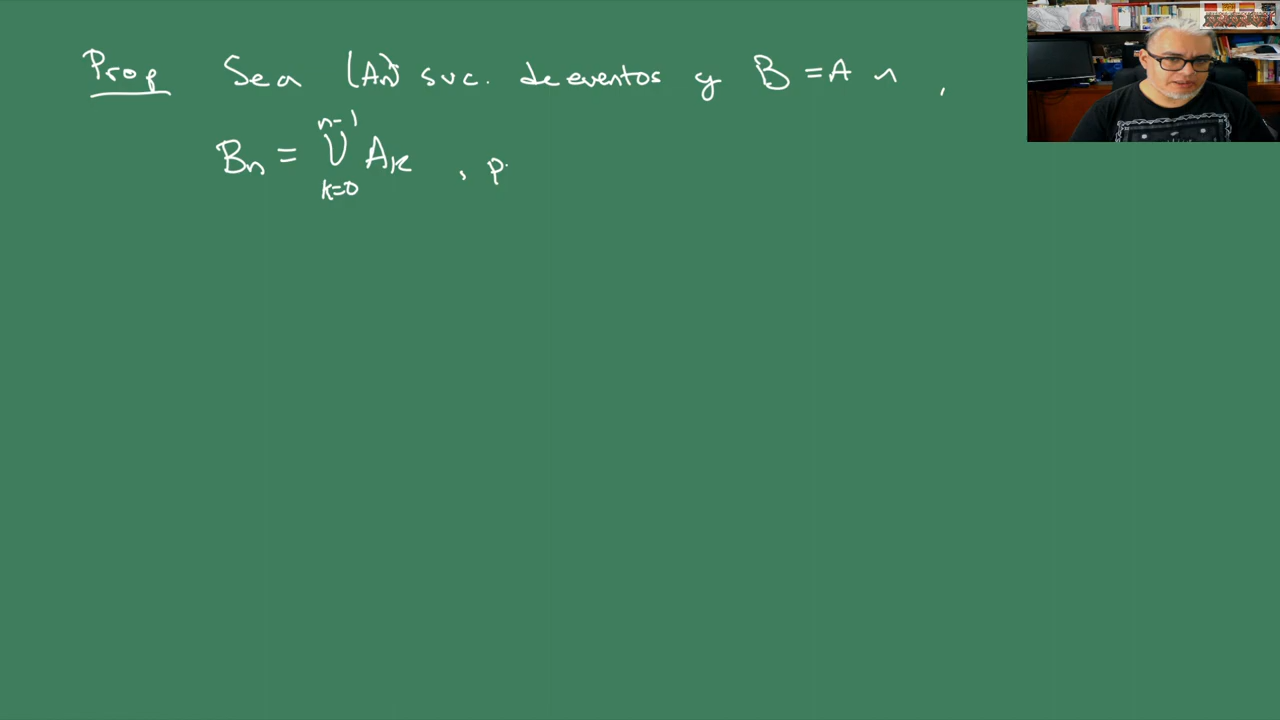 Prop Sea (An) suc. de eventos y B = A n ,
Bn = ∪_{k=0}^{n-1} Ak , p